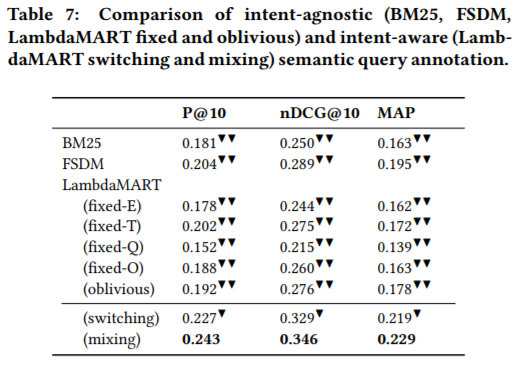 Table 7: Comparison of intent-agnostic (BM25, FSDM,
LambdaMART fixed and oblivious) and intent-aware (Lamb-
daMART switching and mixing) semantic query annotation.
P@10 nDCG@10 MAP
BM25 0.181▼▼ 0.250▼▼ 0.163▼▼
FSDM 0.204▼▼ 0.289▼▼ 0.195▼▼
LambdaMART
(fixed-E) 0.178▼▼ 0.244▼▼ 0.162▼▼
(fixed-T) 0.202▼▼ 0.275▼▼ 0.172▼▼
(fixed-Q) 0.152▼▼ 0.215▼▼ 0.139▼▼
(fixed-O) 0.188▼▼ 0.260▼▼ 0.163▼▼
(oblivious) 0.192▼▼ 0.276▼▼ 0.178▼▼
(switching) 0.227▼ 0.329▼ 0.219▼
(mixing) 0.243 0.346 0.229